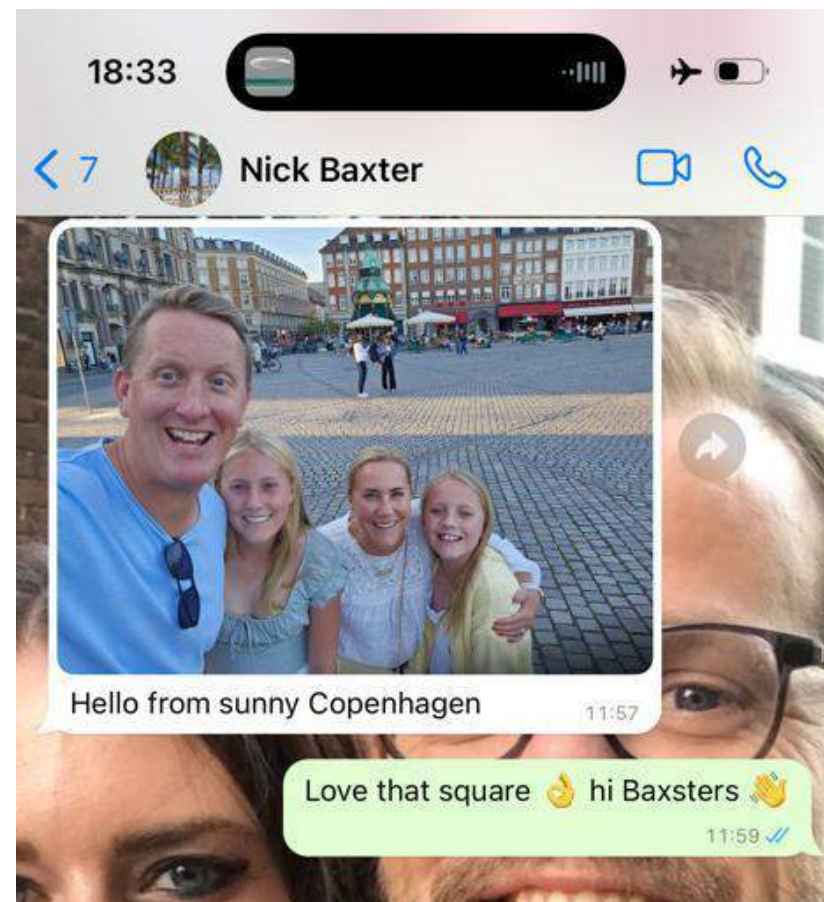 18:33
7
Nick Baxter
Hello from sunny Copenhagen
11:57
Love that square 👌 hi Baxsters 👋
11:59